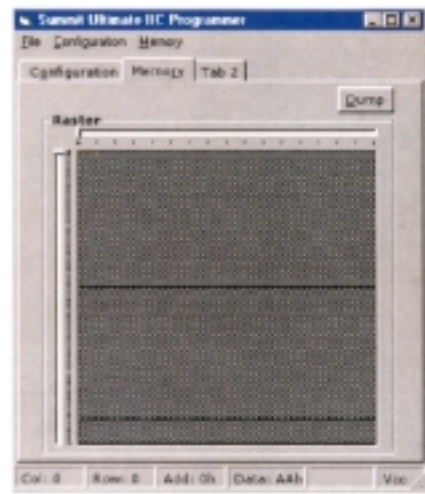 Summit Ultimate IIC Programmer
File Configuration Memory
Configuration Memory Tab 2
Dump
Raster
Col: 0 Row: 0 Add: 0h Data: AAh Vcc